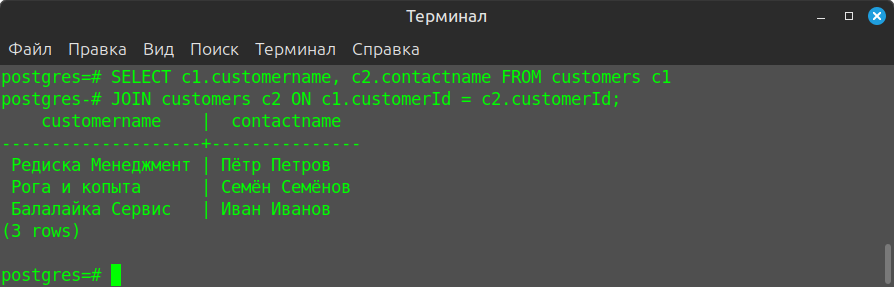 Терминал
Файл Правка Вид Поиск Терминал Справка
postgres=# SELECT c1.customername, c2.contactname FROM customers c1
postgres-# JOIN customers c2 ON c1.customerId = c2.customerId;
    customername    |  contactname
--------------------+---------------
 Редиска Менеджмент | Пётр Петров
 Рога и копыта      | Семён Семёнов
 Балалайка Сервис   | Иван Иванов
(3 rows)
postgres=#